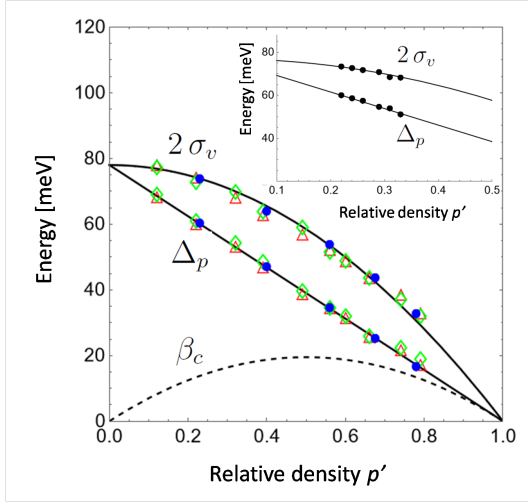 120
100
80
60
40
20
0
Energy [meV]
0.0
0.2
0.4
0.6
0.8
1.0
Relative density p′
2 σᵥ
Δₚ
β_c
80
60
40
Energy [meV]
0.1
0.2
0.3
0.4
0.5
Relative density p′
2 σᵥ
Δₚ